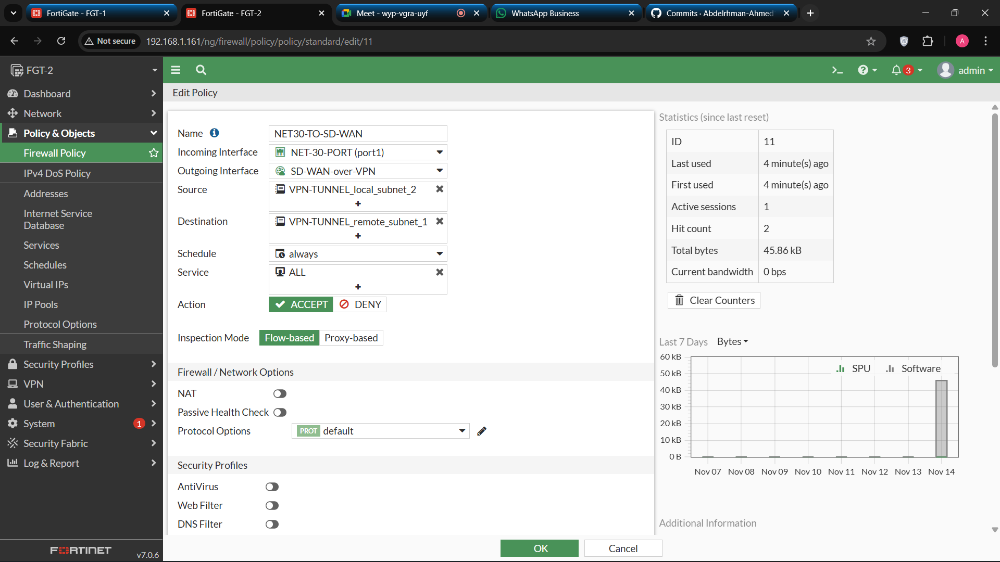 FortiGate - FGT-1
FortiGate - FGT-2
Meet - wyp-vgra-uyf
WhatsApp Business
Commits · Abdelrhman-Ahmed
Not secure
192.168.1.161/ng/firewall/policy/policy/standard/edit/11
A
FGT-2
3
admin
Dashboard
Network
Policy & Objects
Firewall Policy
IPv4 DoS Policy
Addresses
Internet Service
Database
Services
Schedules
Virtual IPs
IP Pools
Protocol Options
Traffic Shaping
Security Profiles
VPN
User & Authentication
System 1
Security Fabric
Log & Report
FORTINET
v7.0.6
Edit Policy
Name NET30-TO-SD-WAN
Incoming Interface NET-30-PORT (port1)
Outgoing Interface SD-WAN-over-VPN
Source VPN-TUNNEL_local_subnet_2
Destination VPN-TUNNEL_remote_subnet_1
Schedule always
Service ALL
Action ACCEPT DENY
Inspection Mode Flow-based Proxy-based
Firewall / Network Options
NAT
Passive Health Check
Protocol Options PROT default
Security Profiles
AntiVirus
Web Filter
DNS Filter
OK
Cancel
Statistics (since last reset)
ID 11
Last used 4 minute(s) ago
First used 4 minute(s) ago
Active sessions 1
Hit count 2
Total bytes 45.86 kB
Current bandwidth 0 bps
Clear Counters
Last 7 Days Bytes
SPU Software
60 kB
50 kB
40 kB
30 kB
20 kB
10 kB
0 B
Nov 07 Nov 08 Nov 09 Nov 10 Nov 11 Nov 12 Nov 13 Nov 14
Additional Information